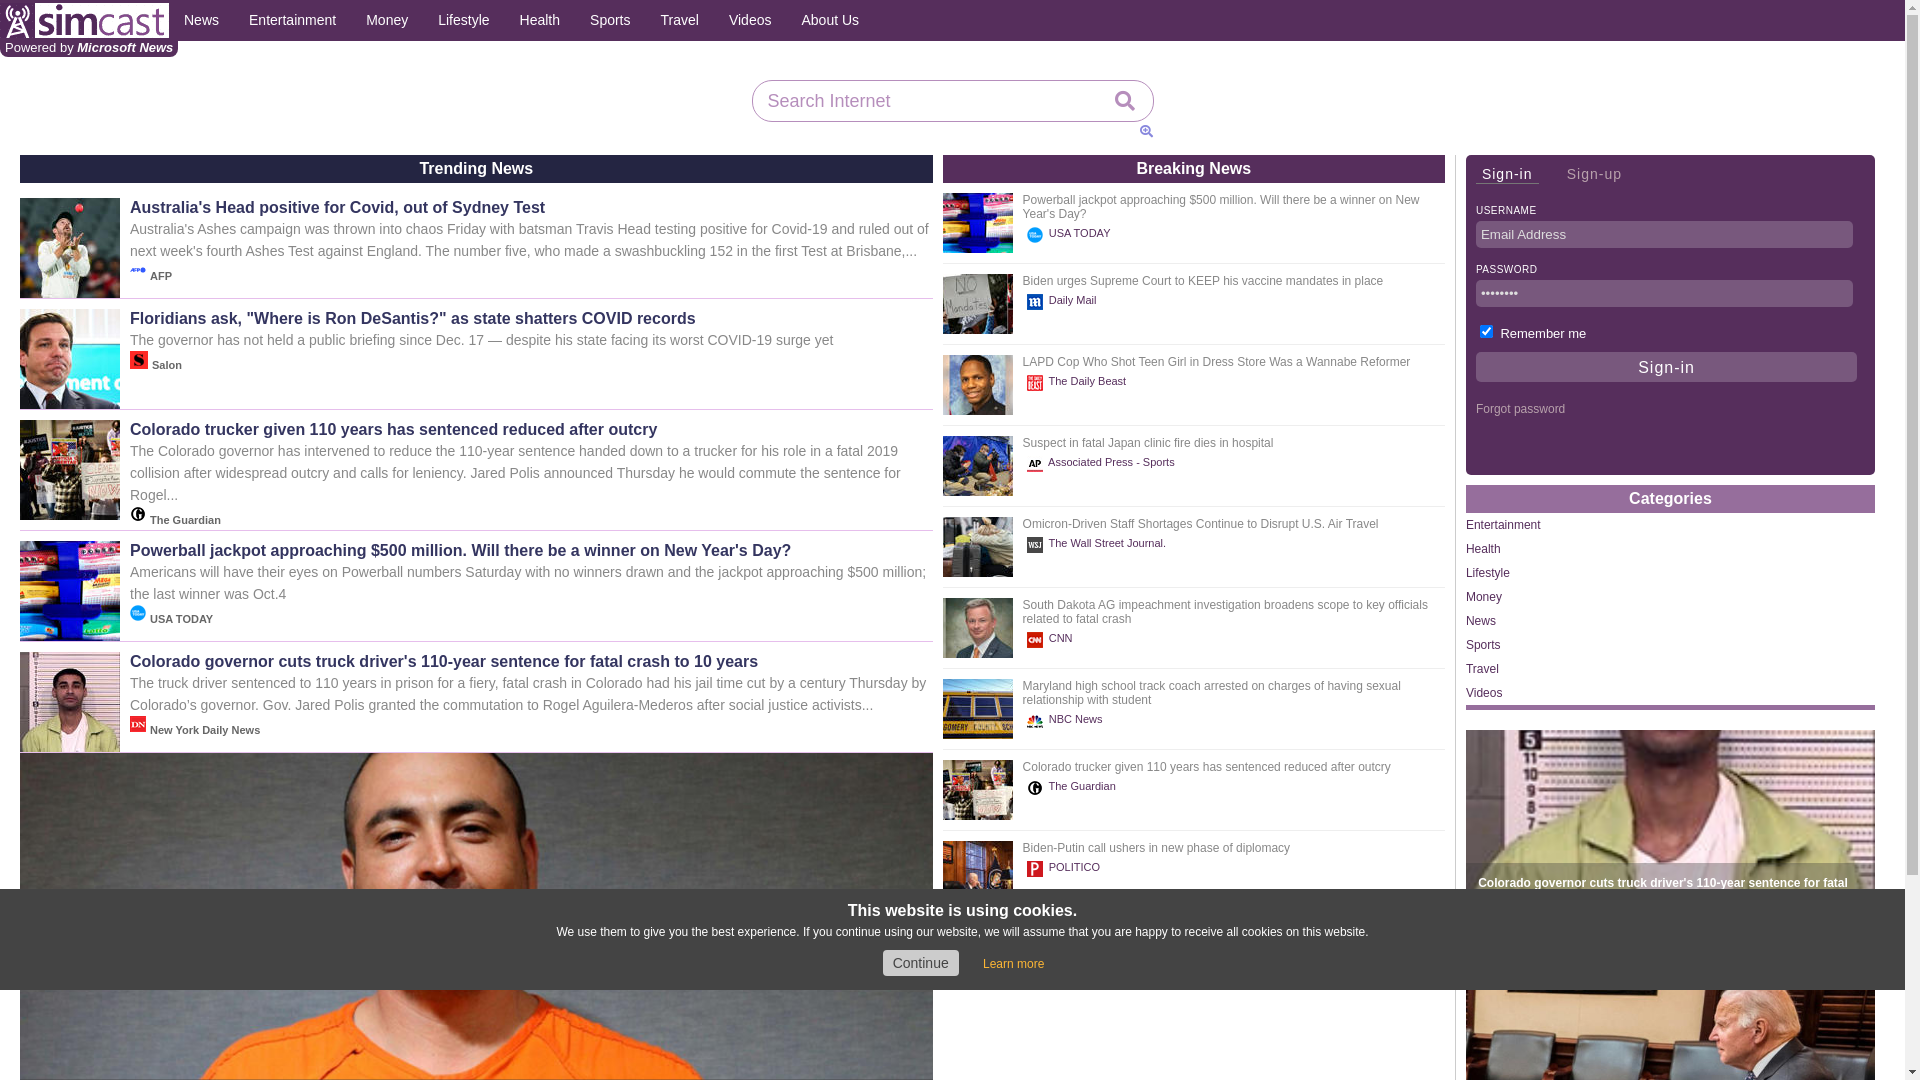 simcast
News
Entertainment
Money
Lifestyle
Health
Sports
Travel
Videos
About Us
Powered by Microsoft News
Search Internet
Trending News
Australia's Head positive for Covid, out of Sydney Test
Australia's Ashes campaign was thrown into chaos Friday with batsman Travis Head testing positive for Covid-19 and ruled out of
next week's fourth Ashes Test against England. The number five, who made a swashbuckling 152 in the first Test at Brisbane,...
AFP
Floridians ask, "Where is Ron DeSantis?" as state shatters COVID records
The governor has not held a public briefing since Dec. 17 — despite his state facing its worst COVID-19 surge yet
Salon
Colorado trucker given 110 years has sentenced reduced after outcry
The Colorado governor has intervened to reduce the 110-year sentence handed down to a trucker for his role in a fatal 2019
collision after widespread outcry and calls for leniency. Jared Polis announced Thursday he would commute the sentence for
Rogel...
The Guardian
Powerball jackpot approaching $500 million. Will there be a winner on New Year's Day?
Americans will have their eyes on Powerball numbers Saturday with no winners drawn and the jackpot approaching $500 million;
the last winner was Oct.4
USA TODAY
Colorado governor cuts truck driver's 110-year sentence for fatal crash to 10 years
The truck driver sentenced to 110 years in prison for a fiery, fatal crash in Colorado had his jail time cut by a century Thursday by
Colorado's governor. Gov. Jared Polis granted the commutation to Rogel Aguilera-Mederos after social justice activists...
New York Daily News
Breaking News
Powerball jackpot approaching $500 million. Will there be a winner on New
Year's Day?
USA TODAY
Biden urges Supreme Court to KEEP his vaccine mandates in place
Daily Mail
LAPD Cop Who Shot Teen Girl in Dress Store Was a Wannabe Reformer
The Daily Beast
Suspect in fatal Japan clinic fire dies in hospital
Associated Press - Sports
Omicron-Driven Staff Shortages Continue to Disrupt U.S. Air Travel
The Wall Street Journal.
South Dakota AG impeachment investigation broadens scope to key officials
related to fatal crash
CNN
Maryland high school track coach arrested on charges of having sexual
relationship with student
NBC News
Colorado trucker given 110 years has sentenced reduced after outcry
The Guardian
Biden-Putin call ushers in new phase of diplomacy
POLITICO
Sign-in
Sign-up
USERNAME
Email Address
PASSWORD
••••••••
Remember me
Sign-in
Forgot password
Categories
Entertainment
Health
Lifestyle
Money
News
Sports
Travel
Videos
Colorado governor cuts truck driver's 110-year sentence for fatal
This website is using cookies.
We use them to give you the best experience. If you continue using our website, we will assume that you are happy to receive all cookies on this website.
Continue
Learn more